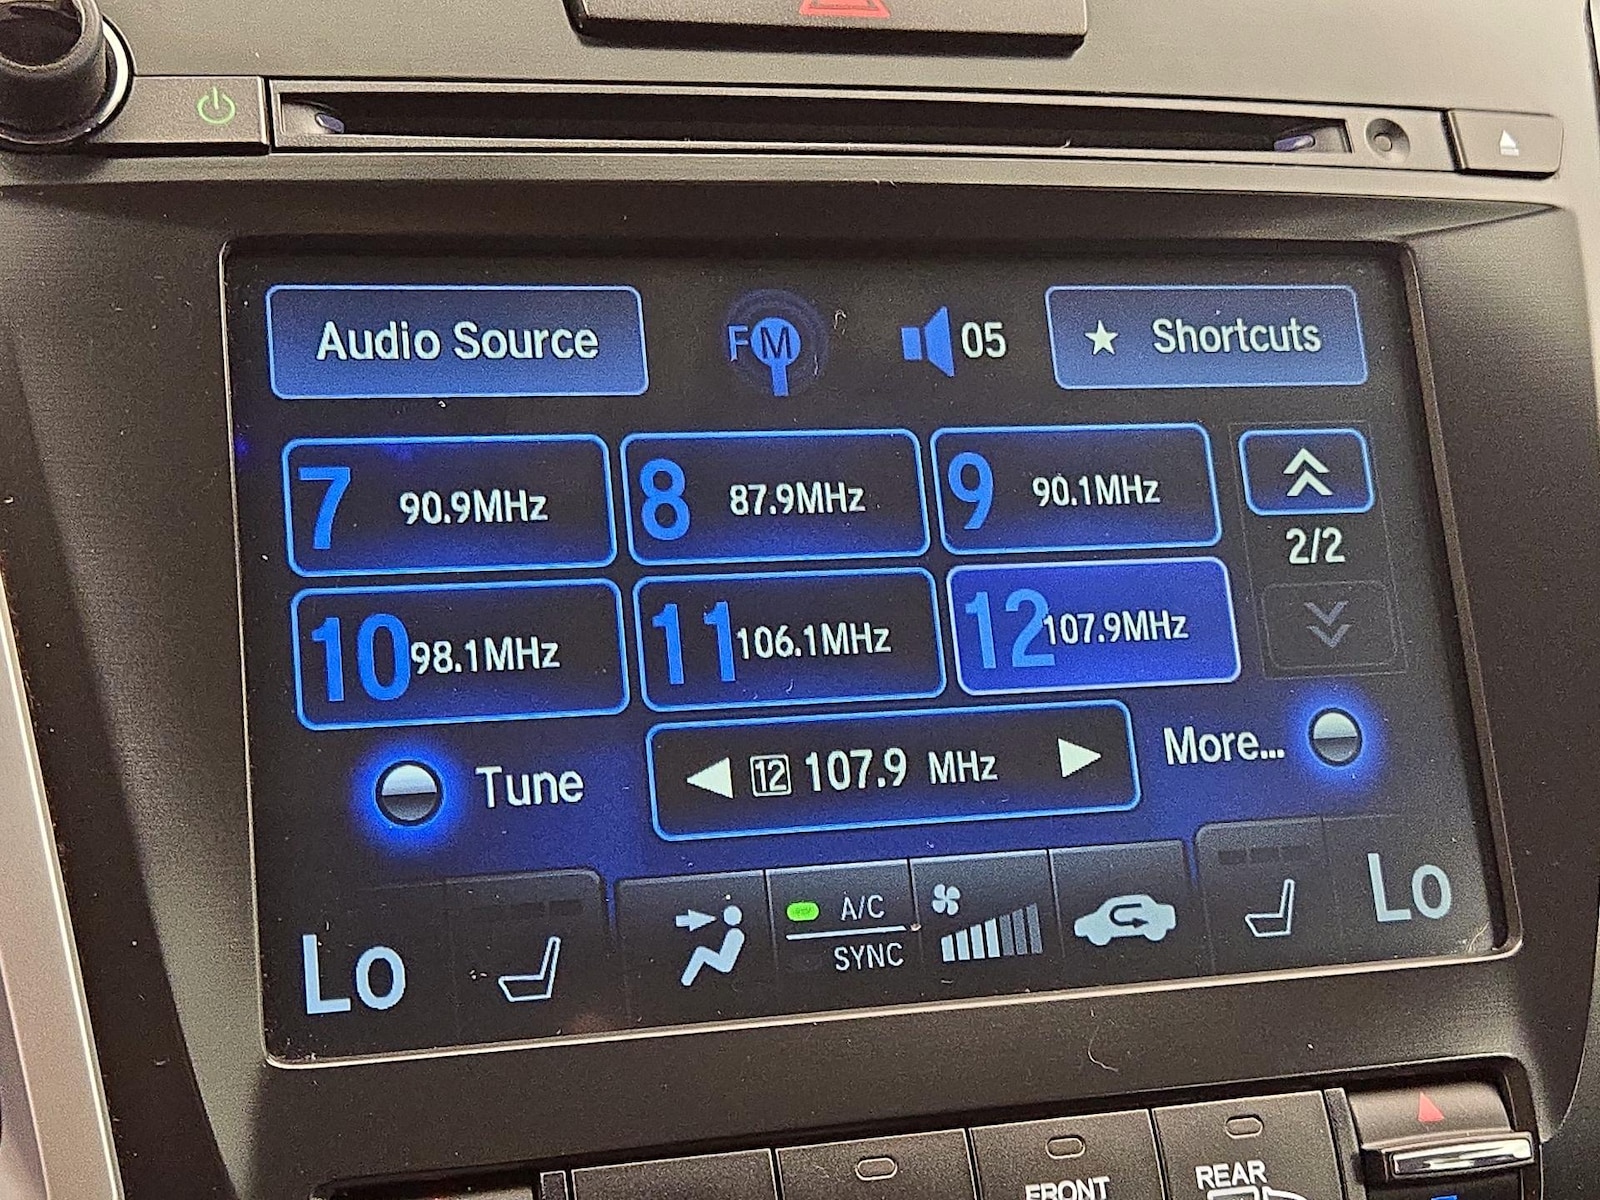 Audio Source
FM
05
★ Shortcuts
7 90.9MHz
8 87.9MHz
9 90.1MHz
2/2
10 98.1MHz
11 106.1MHz
12 107.9MHz
Tune
12 107.9 MHz
More...
Lo
A/C
SYNC
Lo
FRONT
REAR